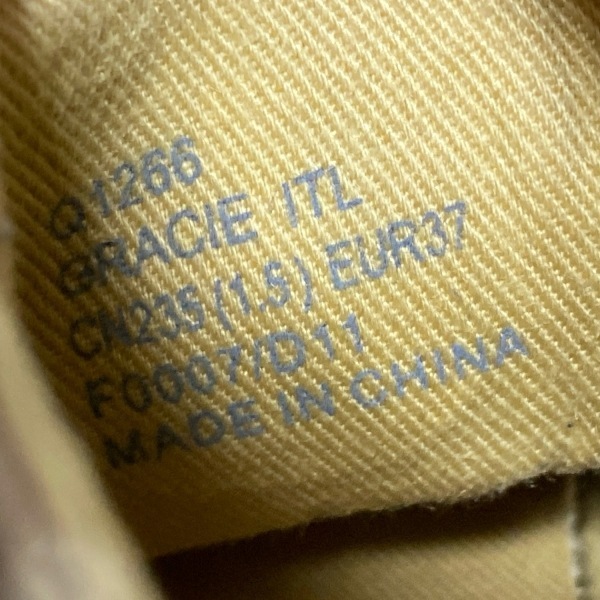 Q1266
GRACIE ITL
CN235(1.5) EUR37
F0007/D11
MADE IN CHINA